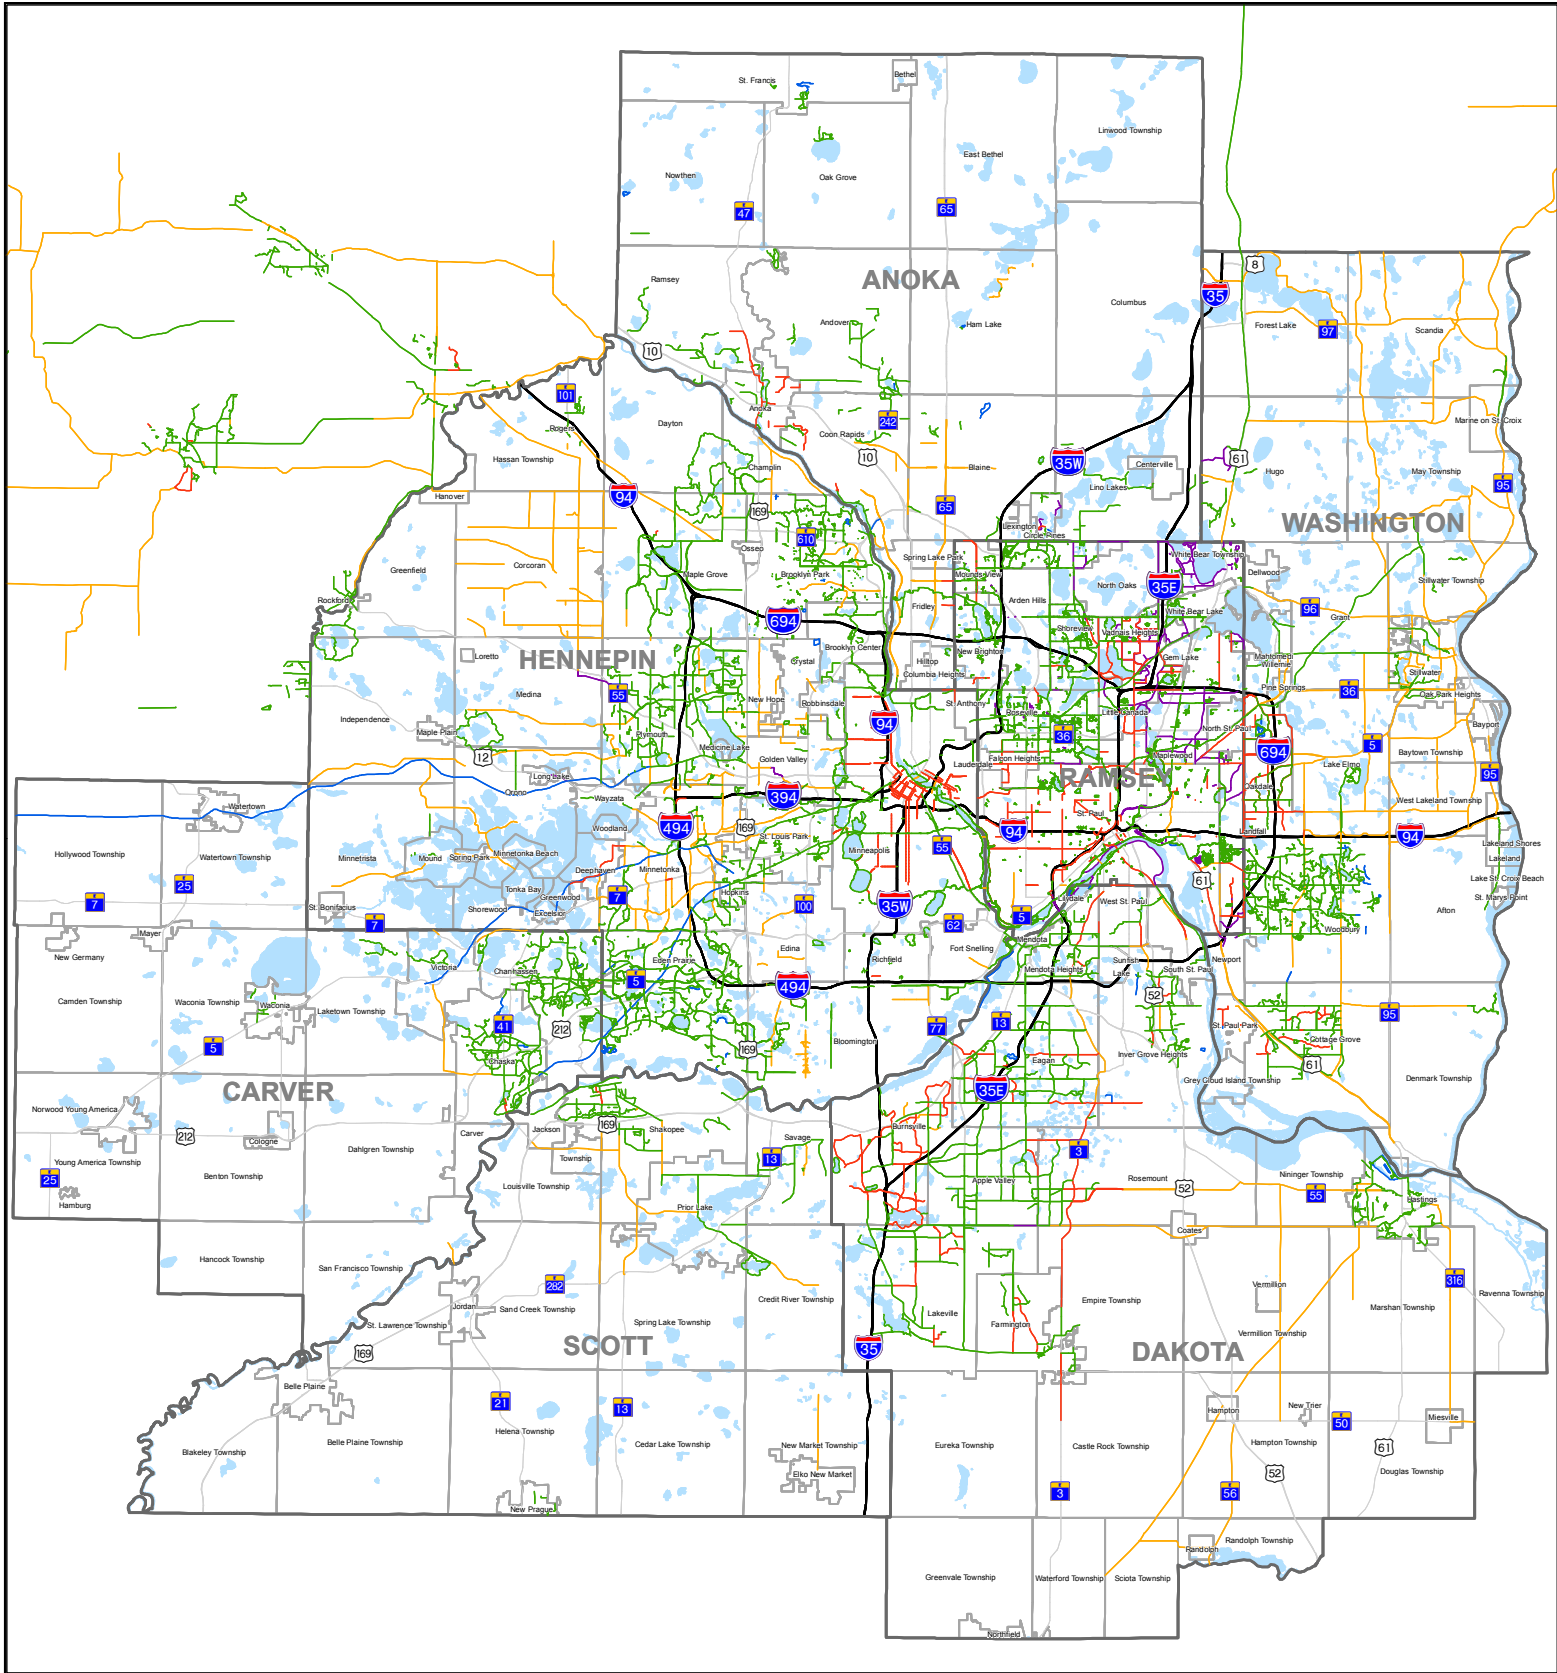 St. Francis
Bethel
Linwood Township
East Bethel
Nowthen
Oak Grove
47
65
ANOKA
Ramsey
8
35
Columbus
Andover
Ham Lake
Forest Lake
97
Scandia
10
101
Rogers
Dayton
Anoka
242
Coon Rapids
10
Marine on St. Croix
Hassan Township
Champlin
Blaine
35W
Centerville
61
Hugo
May Township
Lino Lakes
95
94
Hanover
169
65
WASHINGTON
Lexington
Circle Pines
610
Osseo
Spring Lake Park
White Bear Township
Greenfield
Corcoran
Maple Grove
Brooklyn Park
Mounds View
North Oaks
35E
Dellwood
Stillwater Township
Rockford
Fridley
Arden Hills
White Bear Lake
96
Grant
694
Shoreview
Vadnais Heights
Loretto
HENNEPIN
Brooklyn Center
Crystal
Hilltop
Columbia Heights
New Brighton
Gem Lake
Mahtomedi
Willernie
Stillwater
Medina
55
New Hope
Robbinsdale
St. Anthony
Roseville
Little Canada
Pine Springs
36
Oak Park Heights
Independence
Maple Plain
Plymouth
94
36
North St. Paul
Bayport
12
Medicine Lake
Golden Valley
Lauderdale
Falcon Heights
Maplewood
694
5
Baytown Township
RAMSEY
Lake Elmo
95
Long Lake
Orono
Wayzata
394
Oakdale
West Lakeland Township
Watertown
Woodland
494
169
St. Louis Park
94
St. Paul
Landfall
94
Hollywood Township
Watertown Township
Minnetrista
Mound
Spring Park
Minnetonka Beach
Minneapolis
55
Lakeland Shores
Lakeland
Deephaven
Minnetonka
Lake St. Croix Beach
St. Marys Point
25
7
Tonka Bay
Greenwood
7
Hopkins
100
35W
Lilydale
West St. Paul
61
St. Bonifacius
Shorewood
Excelsior
5
Afton
7
62
Woodbury
New Germany
Mayer
Mendota
Edina
Fort Snelling
Victoria
Chanhassen
Eden Prairie
Richfield
Mendota Heights
Sunfish
Lake
South St. Paul
Newport
5
494
Camden Township
Waconia Township
Waconia
Laketown Township
52
41
212
77
13
St. Paul Park
95
5
Chaska
169
Bloomington
Eagan
Inver Grove Heights
Cottage Grove
61
CARVER
35E
Grey Cloud Island Township
Denmark Township
Norwood Young America
212
Cologne
Carver
Jackson
Township
169
Shakopee
Savage
Burnsville
Dahlgren Township
13
3
Young America Township
25
Hamburg
Benton Township
Louisville Township
Apple Valley
Rosemount
52
Nininger Township
55
Hastings
Prior Lake
Coates
Hancock Township
San Francisco Township
282
Vermillion
316
Jordan
Sand Creek Township
Credit River Township
Empire Township
Marshan Township
Ravenna Township
St. Lawrence Township
Spring Lake Township
Lakeville
Farmington
Vermillion Township
169
SCOTT
35
DAKOTA
Belle Plaine
21
13
Hampton
New Trier
50
Miesville
Blakeley Township
Belle Plaine Township
Helena Township
Cedar Lake Township
New Market Township
Elko New Market
Eureka Township
Castle Rock Township
Hampton Township
61
Douglas Township
52
3
56
New Prague
Randolph
Randolph Township
Greenvale Township
Waterford Township
Sciota Township
Northfield